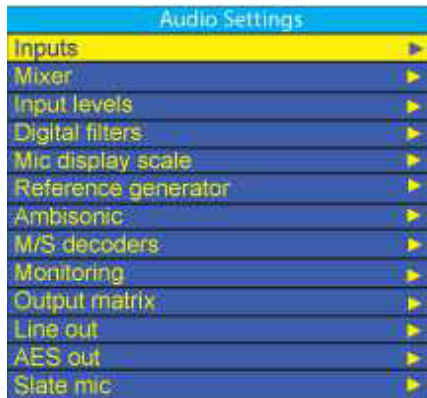 Audio Settings
Inputs
Mixer
Input levels
Digital filters
Mic display scale
Reference generator
Ambisonic
M/S decoders
Monitoring
Output matrix
Line out
AES out
Slate mic